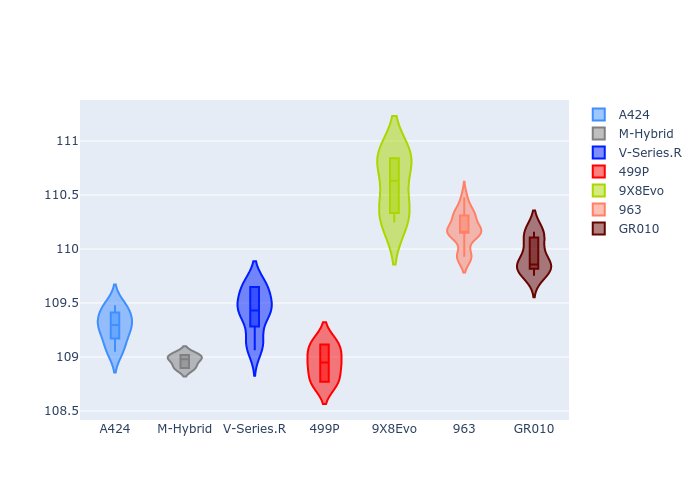 111
110.5
110
109.5
109
108.5
A424
M-Hybrid
V-Series.R
499P
9X8Evo
963
GR010
A424
M-Hybrid
V-Series.R
499P
9X8Evo
963
GR010